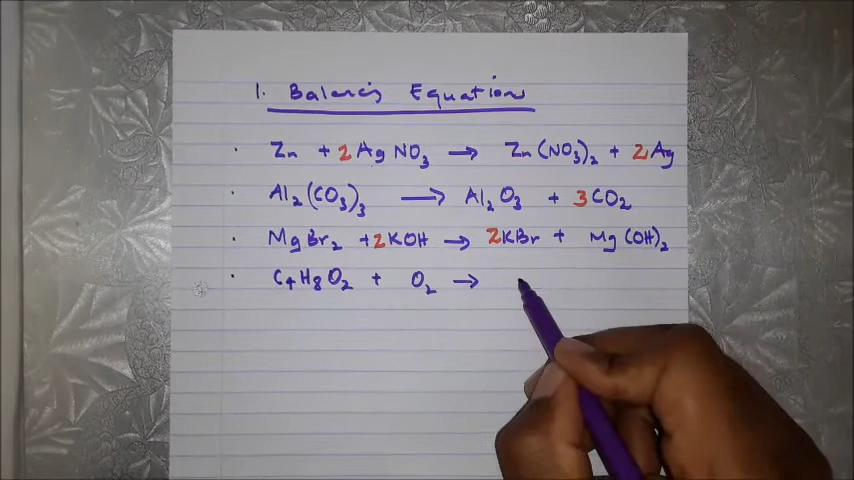 1. Balancis Equation
· Zn + 2AgNO₃ → Zn(NO₃)₂ + 2Ag
· Al₂(CO₃)₃ → Al₂O₃ + 3CO₂
· MgBr₂ + 2KOH → 2KBr + Mg(OH)₂
· C₄H₈O₂ + O₂ →